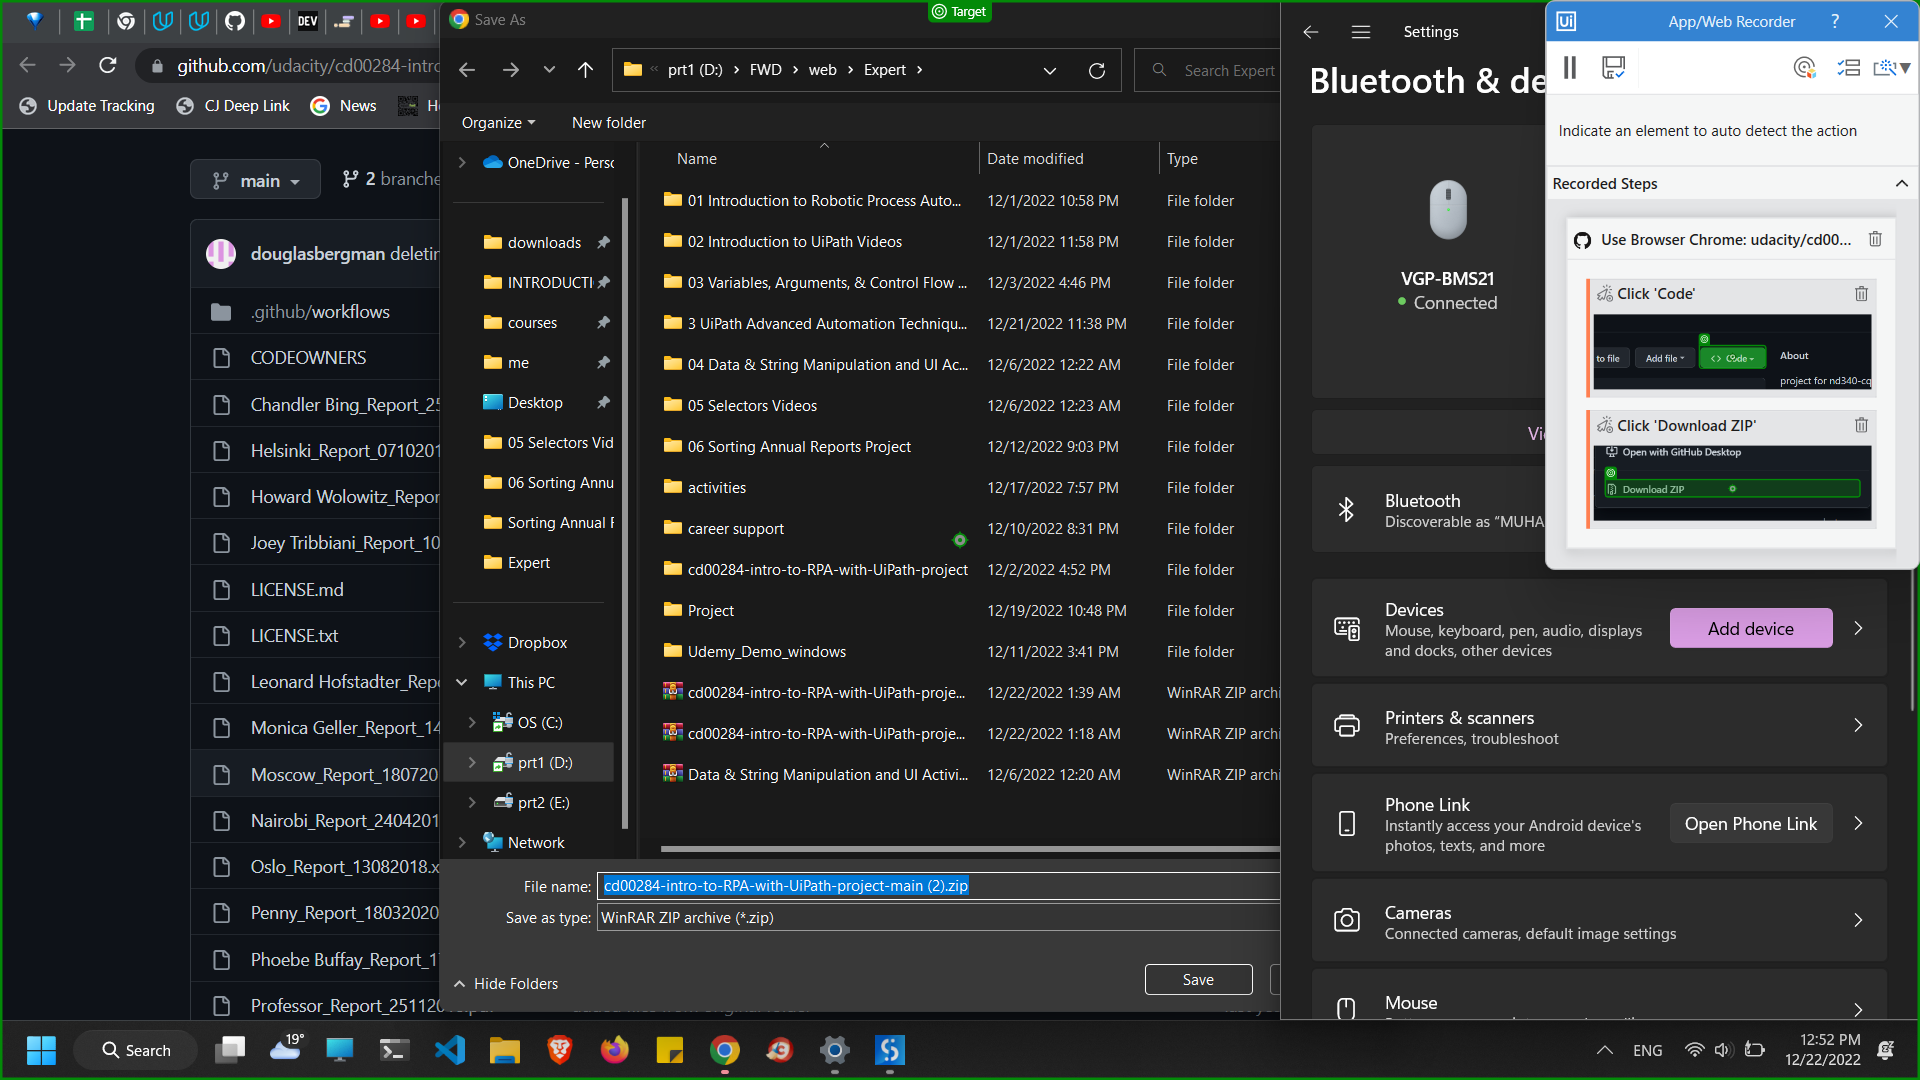 DEV
github.com/udacity/cd00284-intro
Update Tracking
CJ Deep Link
News
main
2 branche
douglasbergman deletin
.github/workflows
CODEOWNERS
Chandler Bing_Report_25
Helsinki_Report_0710201
Howard Wolowitz_Repor
Joey Tribbiani_Report_10
LICENSE.md
LICENSE.txt
Leonard Hofstadter_Repo
Monica Geller_Report_14
Moscow_Report_180720
Nairobi_Report_2404201
Oslo_Report_13082018.x
Penny_Report_18032020
Phoebe Buffay_Report_17
Professor_Report_251120
Save As
Target
prt1 (D:) › FWD › web › Expert ›
Search Expert
Organize
New folder
OneDrive - Perso
downloads
INTRODUCTI
courses
me
Desktop
05 Selectors Vid
06 Sorting Annu
Sorting Annual F
Expert
Dropbox
This PC
OS (C:)
prt1 (D:)
prt2 (E:)
Network
Name Date modified Type
01 Introduction to Robotic Process Auto... 12/1/2022 10:58 PM File folder
02 Introduction to UiPath Videos 12/1/2022 11:58 PM File folder
03 Variables, Arguments, & Control Flow ... 12/3/2022 4:46 PM File folder
3 UiPath Advanced Automation Techniqu... 12/21/2022 11:38 PM File folder
04 Data & String Manipulation and UI Ac... 12/6/2022 12:22 AM File folder
05 Selectors Videos 12/6/2022 12:23 AM File folder
06 Sorting Annual Reports Project 12/12/2022 9:03 PM File folder
activities 12/17/2022 7:57 PM File folder
career support 12/10/2022 8:31 PM File folder
cd00284-intro-to-RPA-with-UiPath-project 12/2/2022 4:52 PM File folder
Project 12/19/2022 10:48 PM File folder
Udemy_Demo_windows 12/11/2022 3:41 PM File folder
cd00284-intro-to-RPA-with-UiPath-proje... 12/22/2022 1:39 AM WinRAR ZIP archi
cd00284-intro-to-RPA-with-UiPath-proje... 12/22/2022 1:18 AM WinRAR ZIP archi
Data & String Manipulation and UI Activi... 12/6/2022 12:20 AM WinRAR ZIP archi
File name: cd00284-intro-to-RPA-with-UiPath-project-main (2).zip
Save as type: WinRAR ZIP archive (*.zip)
Hide Folders
Save
Settings
Bluetooth & de
VGP-BMS21
Connected
Bluetooth
Discoverable as “MUHA
Devices
Mouse, keyboard, pen, audio, displays
and docks, other devices
Add device
Printers & scanners
Preferences, troubleshoot
Phone Link
Instantly access your Android device's
photos, texts, and more
Open Phone Link
Cameras
Connected cameras, default image settings
Mouse
Ui App/Web Recorder ?
Indicate an element to auto detect the action
Recorded Steps
Use Browser Chrome: udacity/cd00...
Click 'Code'
to file
Add file
Code
About
project for nd340-cq
Click 'Download ZIP'
Open with GitHub Desktop
Download ZIP
Search
19°
ENG
12:52 PM
12/22/2022